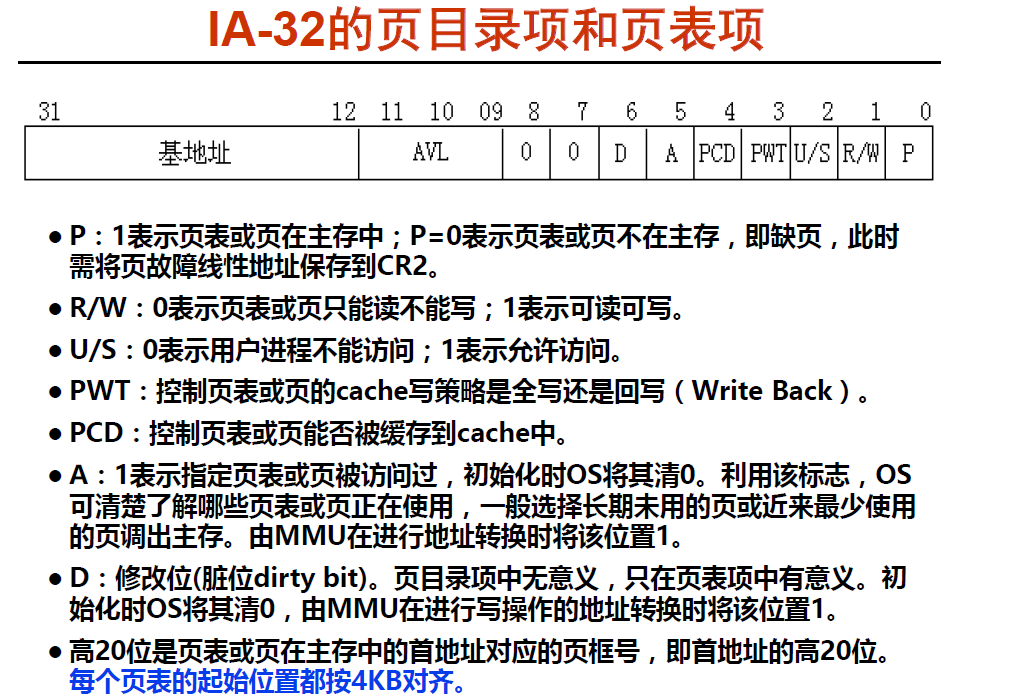 IA-32的页目录项和页表项
31 12 11 10 09 8 7 6 5 4 3 2 1 0
基地址 AVL 0 0 D A PCD PWT U/S R/W P
●P：1表示页表或页在主存中；P=0表示页表或页不在主存，即缺页，此时
需将页故障线性地址保存到CR2。
●R/W：0表示页表或页只能读不能写；1表示可读可写。
●U/S：0表示用户进程不能访问；1表示允许访问。
●PWT：控制页表或页的cache写策略是全写还是回写（Write Back）。
●PCD：控制页表或页能否被缓存到cache中。
●A：1表示指定页表或页被访问过，初始化时OS将其清0。利用该标志，OS
可清楚了解哪些页表或页正在使用，一般选择长期未用的页或近来最少使用
的页调出主存。由MMU在进行地址转换时将该位置1。
●D：修改位(脏位dirty bit)。页目录项中无意义，只在页表项中有意义。初
始化时OS将其清0，由MMU在进行写操作的地址转换时将该位置1。
●高20位是页表或页在主存中的首地址对应的页框号，即首地址的高20位。
每个页表的起始位置都按4KB对齐。